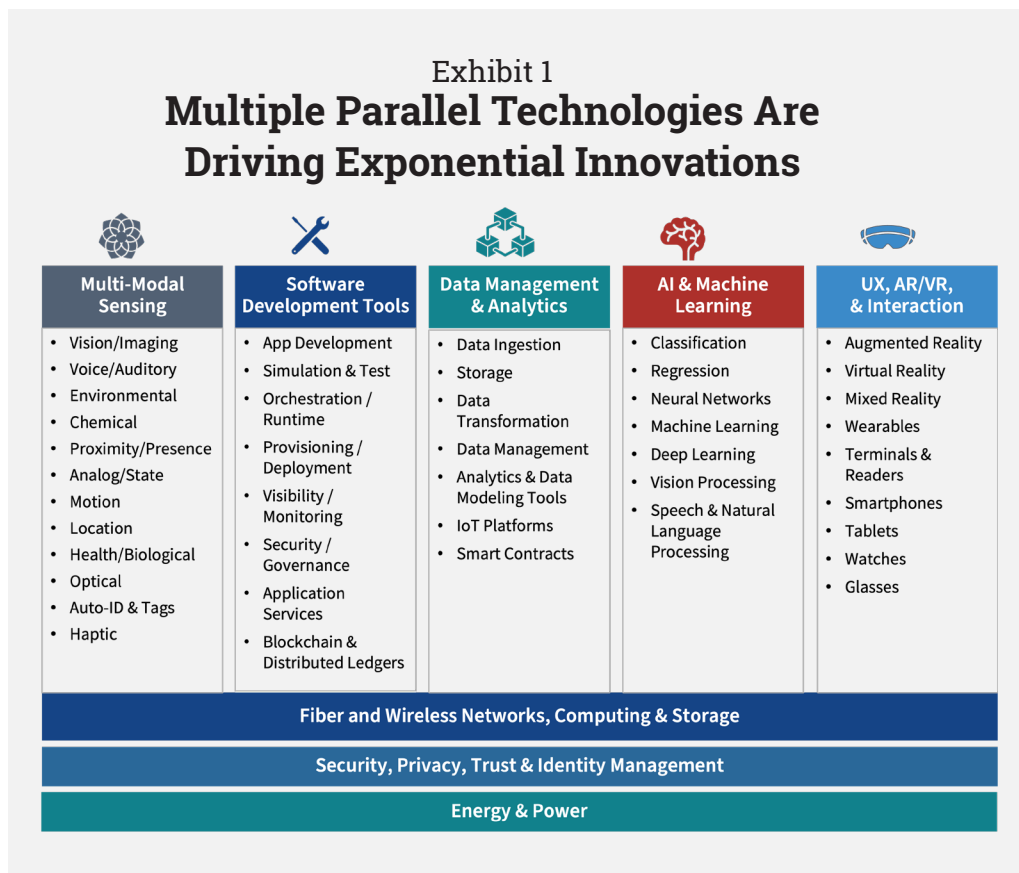 Exhibit 1
Multiple Parallel Technologies Are
Driving Exponential Innovations
Multi-Modal
Sensing
• Vision/Imaging
• Voice/Auditory
• Environmental
• Chemical
• Proximity/Presence
• Analog/State
• Motion
• Location
• Health/Biological
• Optical
• Auto-ID & Tags
• Haptic
Software
Development Tools
• App Development
• Simulation & Test
• Orchestration /
Runtime
• Provisioning /
Deployment
• Visibility /
Monitoring
• Security /
Governance
• Application
Services
• Blockchain &
Distributed Ledgers
Data Management
& Analytics
• Data Ingestion
• Storage
• Data
Transformation
• Data Management
• Analytics & Data
Modeling Tools
• IoT Platforms
• Smart Contracts
AI & Machine
Learning
• Classification
• Regression
• Neural Networks
• Machine Learning
• Deep Learning
• Vision Processing
• Speech & Natural
Language
Processing
UX, AR/VR,
& Interaction
• Augmented Reality
• Virtual Reality
• Mixed Reality
• Wearables
• Terminals &
Readers
• Smartphones
• Tablets
• Watches
• Glasses
Fiber and Wireless Networks, Computing & Storage
Security, Privacy, Trust & Identity Management
Energy & Power